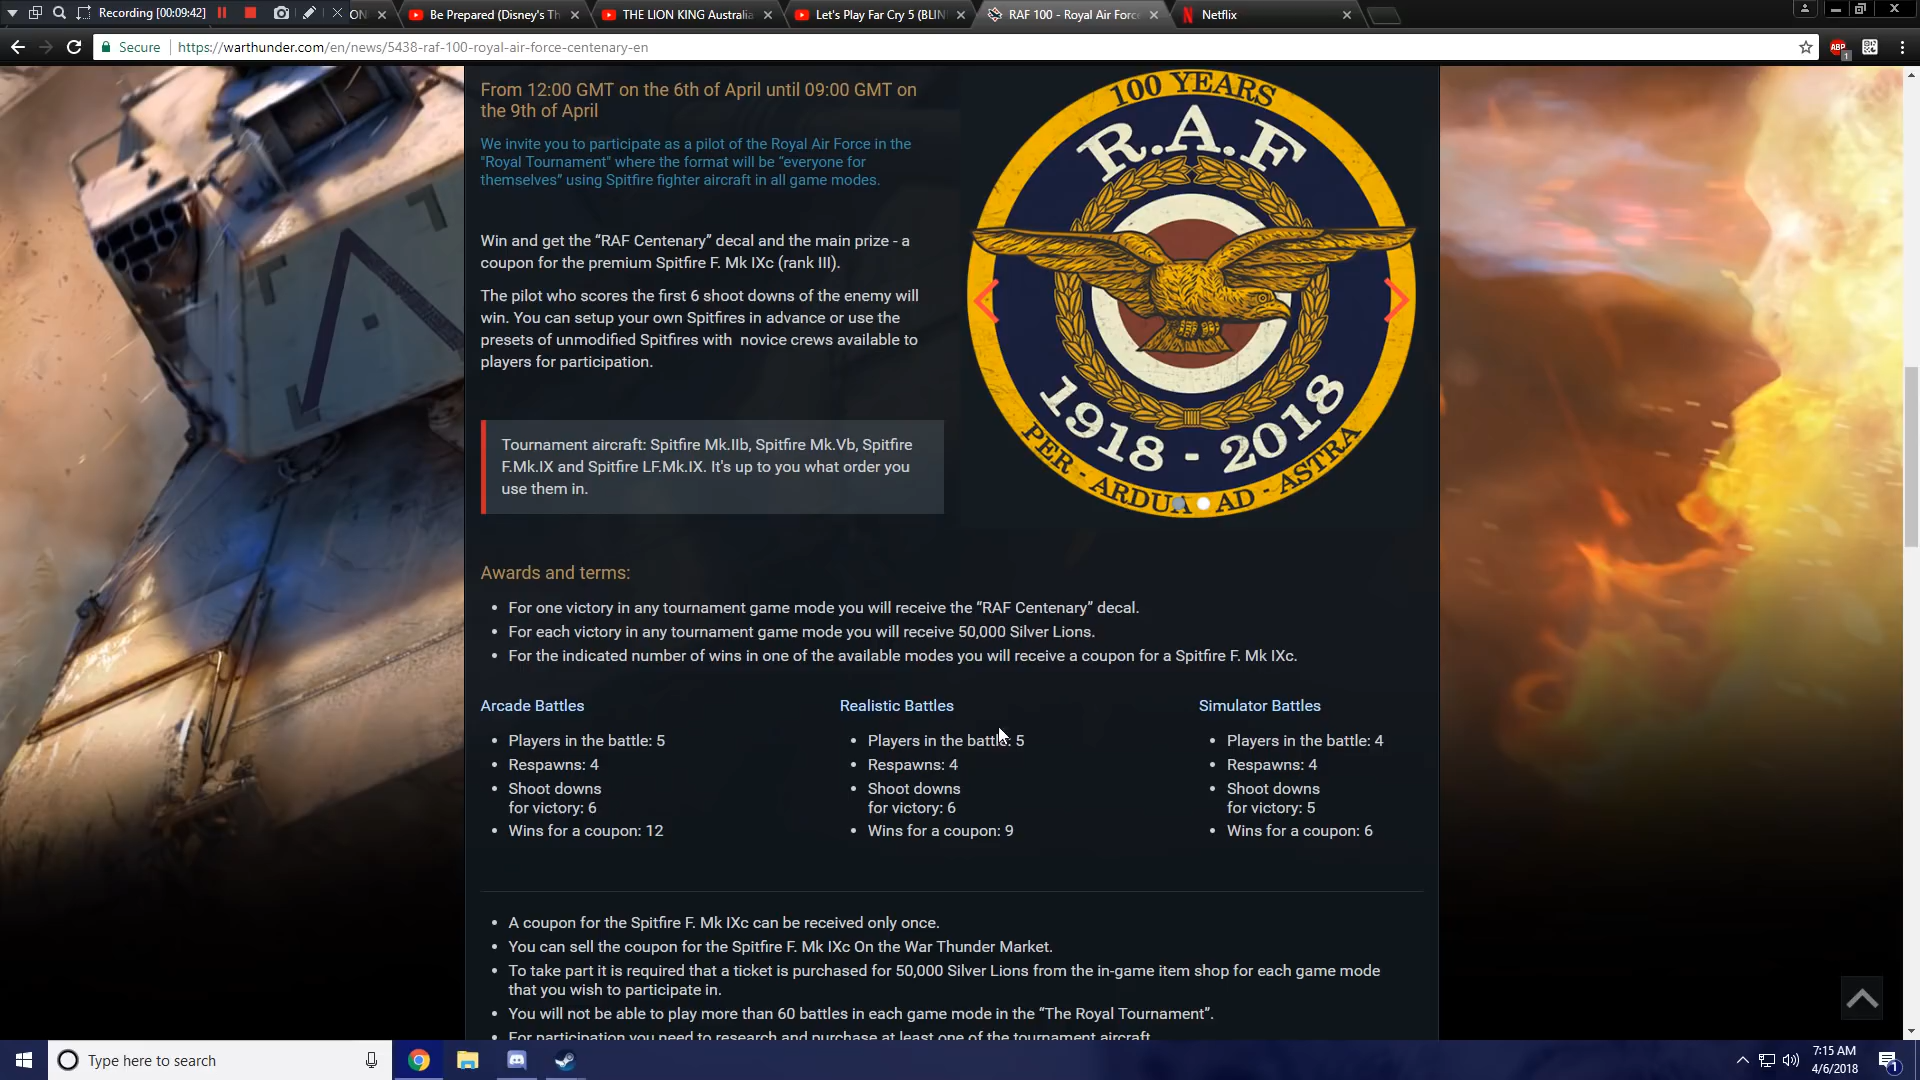 Recording [00:09:42]
ON
Be Prepared (Disney's Th
THE LION KING Australia
Let's Play Far Cry 5 (BLIN
RAF 100 - Royal Air Forc
Netflix
Secure
https://warthunder.com/en/news/5438-raf-100-royal-air-force-centenary-en
ABP
1
From 12:00 GMT on the 6th of April until 09:00 GMT on
the 9th of April
We invite you to participate as a pilot of the Royal Air Force in the
"Royal Tournament" where the format will be “everyone for
themselves” using Spitfire fighter aircraft in all game modes.
Win and get the “RAF Centenary” decal and the main prize - a
coupon for the premium Spitfire F. Mk IXc (rank III).
The pilot who scores the first 6 shoot downs of the enemy will
win. You can setup your own Spitfires in advance or use the
presets of unmodified Spitfires with novice crews available to
players for participation.
Tournament aircraft: Spitfire Mk.IIb, Spitfire Mk.Vb, Spitfire
F.Mk.IX and Spitfire LF.Mk.IX. It's up to you what order you
use them in.
100 YEARS
R.A.F
1918 - 2018
PER - ARDUA AD - ASTRA
Awards and terms:
• For one victory in any tournament game mode you will receive the “RAF Centenary” decal.
• For each victory in any tournament game mode you will receive 50,000 Silver Lions.
• For the indicated number of wins in one of the available modes you will receive a coupon for a Spitfire F. Mk IXc.
Arcade Battles
• Players in the battle: 5
• Respawns: 4
• Shoot downs
for victory: 6
• Wins for a coupon: 12
Realistic Battles
• Players in the battle: 5
• Respawns: 4
• Shoot downs
for victory: 6
• Wins for a coupon: 9
Simulator Battles
• Players in the battle: 4
• Respawns: 4
• Shoot downs
for victory: 5
• Wins for a coupon: 6
• A coupon for the Spitfire F. Mk IXc can be received only once.
• You can sell the coupon for the Spitfire F. Mk IXc On the War Thunder Market.
• To take part it is required that a ticket is purchased for 50,000 Silver Lions from the in-game item shop for each game mode
that you wish to participate in.
• You will not be able to play more than 60 battles in each game mode in the “The Royal Tournament”.
• For participation you need to research and purchase at least one of the tournament aircraft
Type here to search
7:15 AM
4/6/2018
1